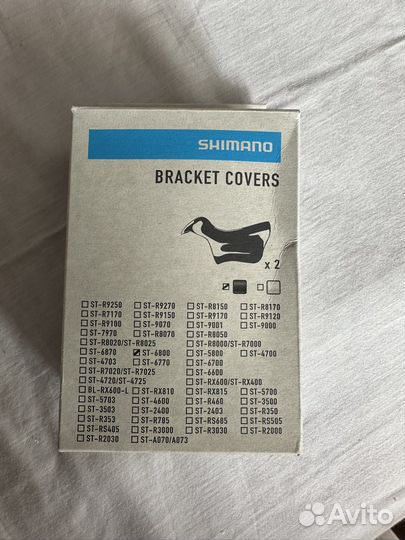 SHIMANO
BRACKET COVERS
x 2
ST-R9250 ST-R9270 ST-R8150 ST-R8170
ST-R7170 ST-R9150 ST-R9170 ST-R9120
ST-R9100 ST-9070 ST-9001 ST-9000
ST-7970 ST-R8070 ST-R8050
ST-R8020/ST-R8025 ST-R8000/ST-R7000
ST-6870 ST-6800 ST-5800 ST-4700
ST-4703 ST-6770 ST-6700
ST-R7020/ST-R7025 ST-6600
ST-4720/ST-4725 ST-RX600/ST-RX400
BL-RX600-L ST-RX810 ST-RX815 ST-5700
ST-5703 ST-4600 ST-R460 ST-3500
ST-3503 ST-2400 ST-2403 ST-R350
ST-R353 ST-R785 ST-RS685 ST-RS505
ST-RS405 ST-R3000 ST-R3030 ST-R2000
ST-R2030 ST-A070/A073
Avito